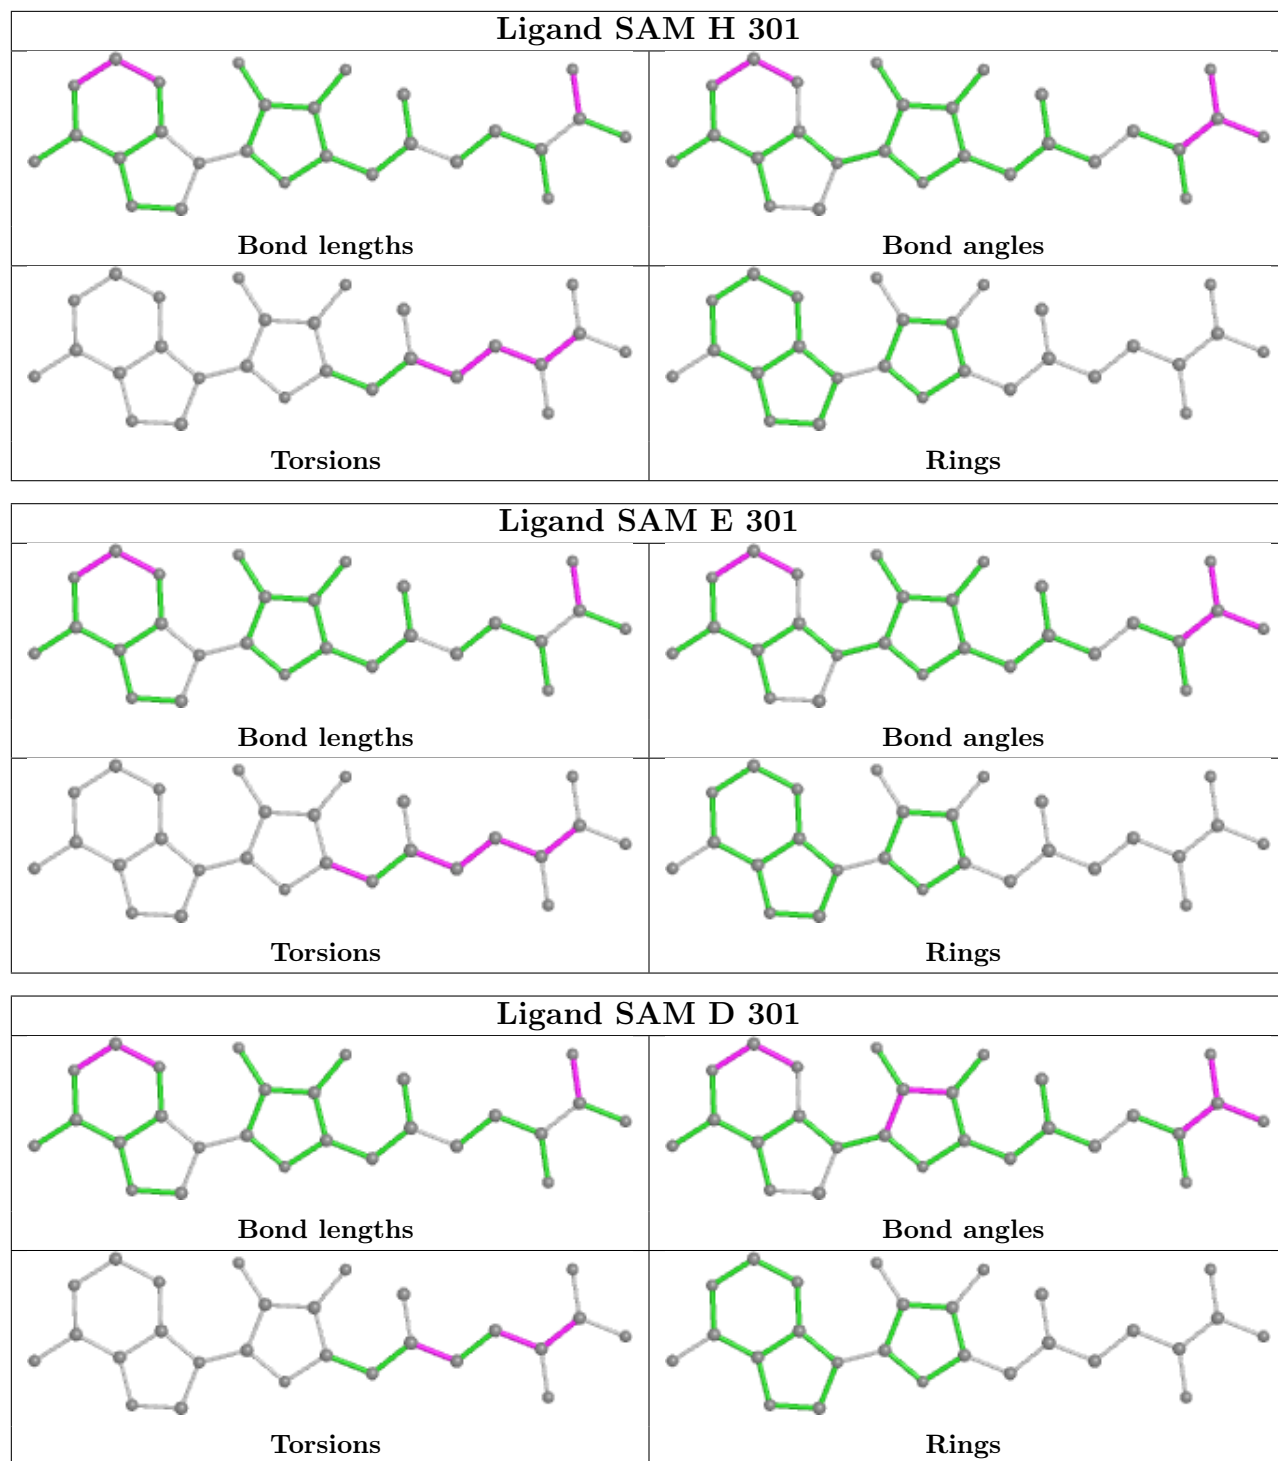 Ligand SAM H 301
Bond lengths
Bond angles
Torsions
Rings
Ligand SAM E 301
Bond lengths
Bond angles
Torsions
Rings
Ligand SAM D 301
Bond lengths
Bond angles
Torsions
Rings